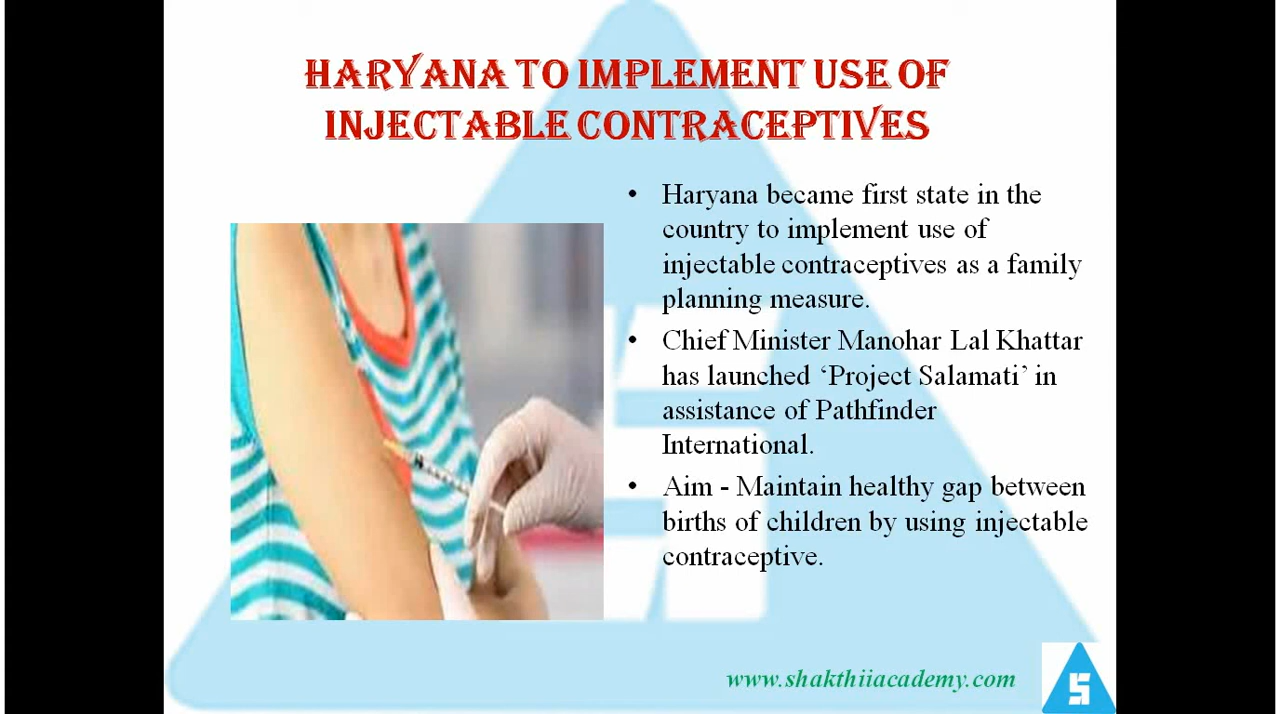 HARYANA TO IMPLEMENT USE OF
INJECTABLE CONTRACEPTIVES
• Haryana became first state in the
country to implement use of
injectable contraceptives as a family
planning measure.
• Chief Minister Manohar Lal Khattar
has launched ‘Project Salamati’ in
assistance of Pathfinder
International.
• Aim - Maintain healthy gap between
births of children by using injectable
contraceptive.
www.shakthiiacademy.com
S